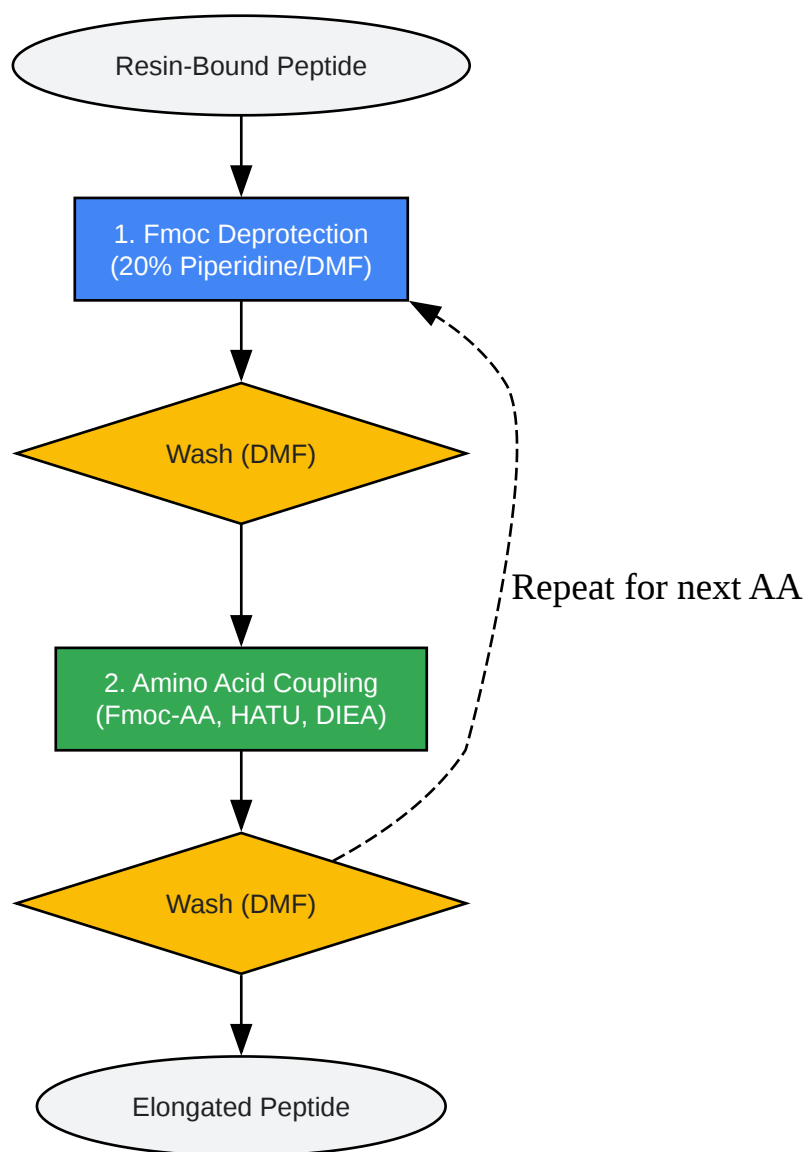 Resin-Bound Peptide
1. Fmoc Deprotection
(20% Piperidine/DMF)
Wash (DMF)
Repeat for next AA
2. Amino Acid Coupling
(Fmoc-AA, HATU, DIEA)
Wash (DMF)
Elongated Peptide